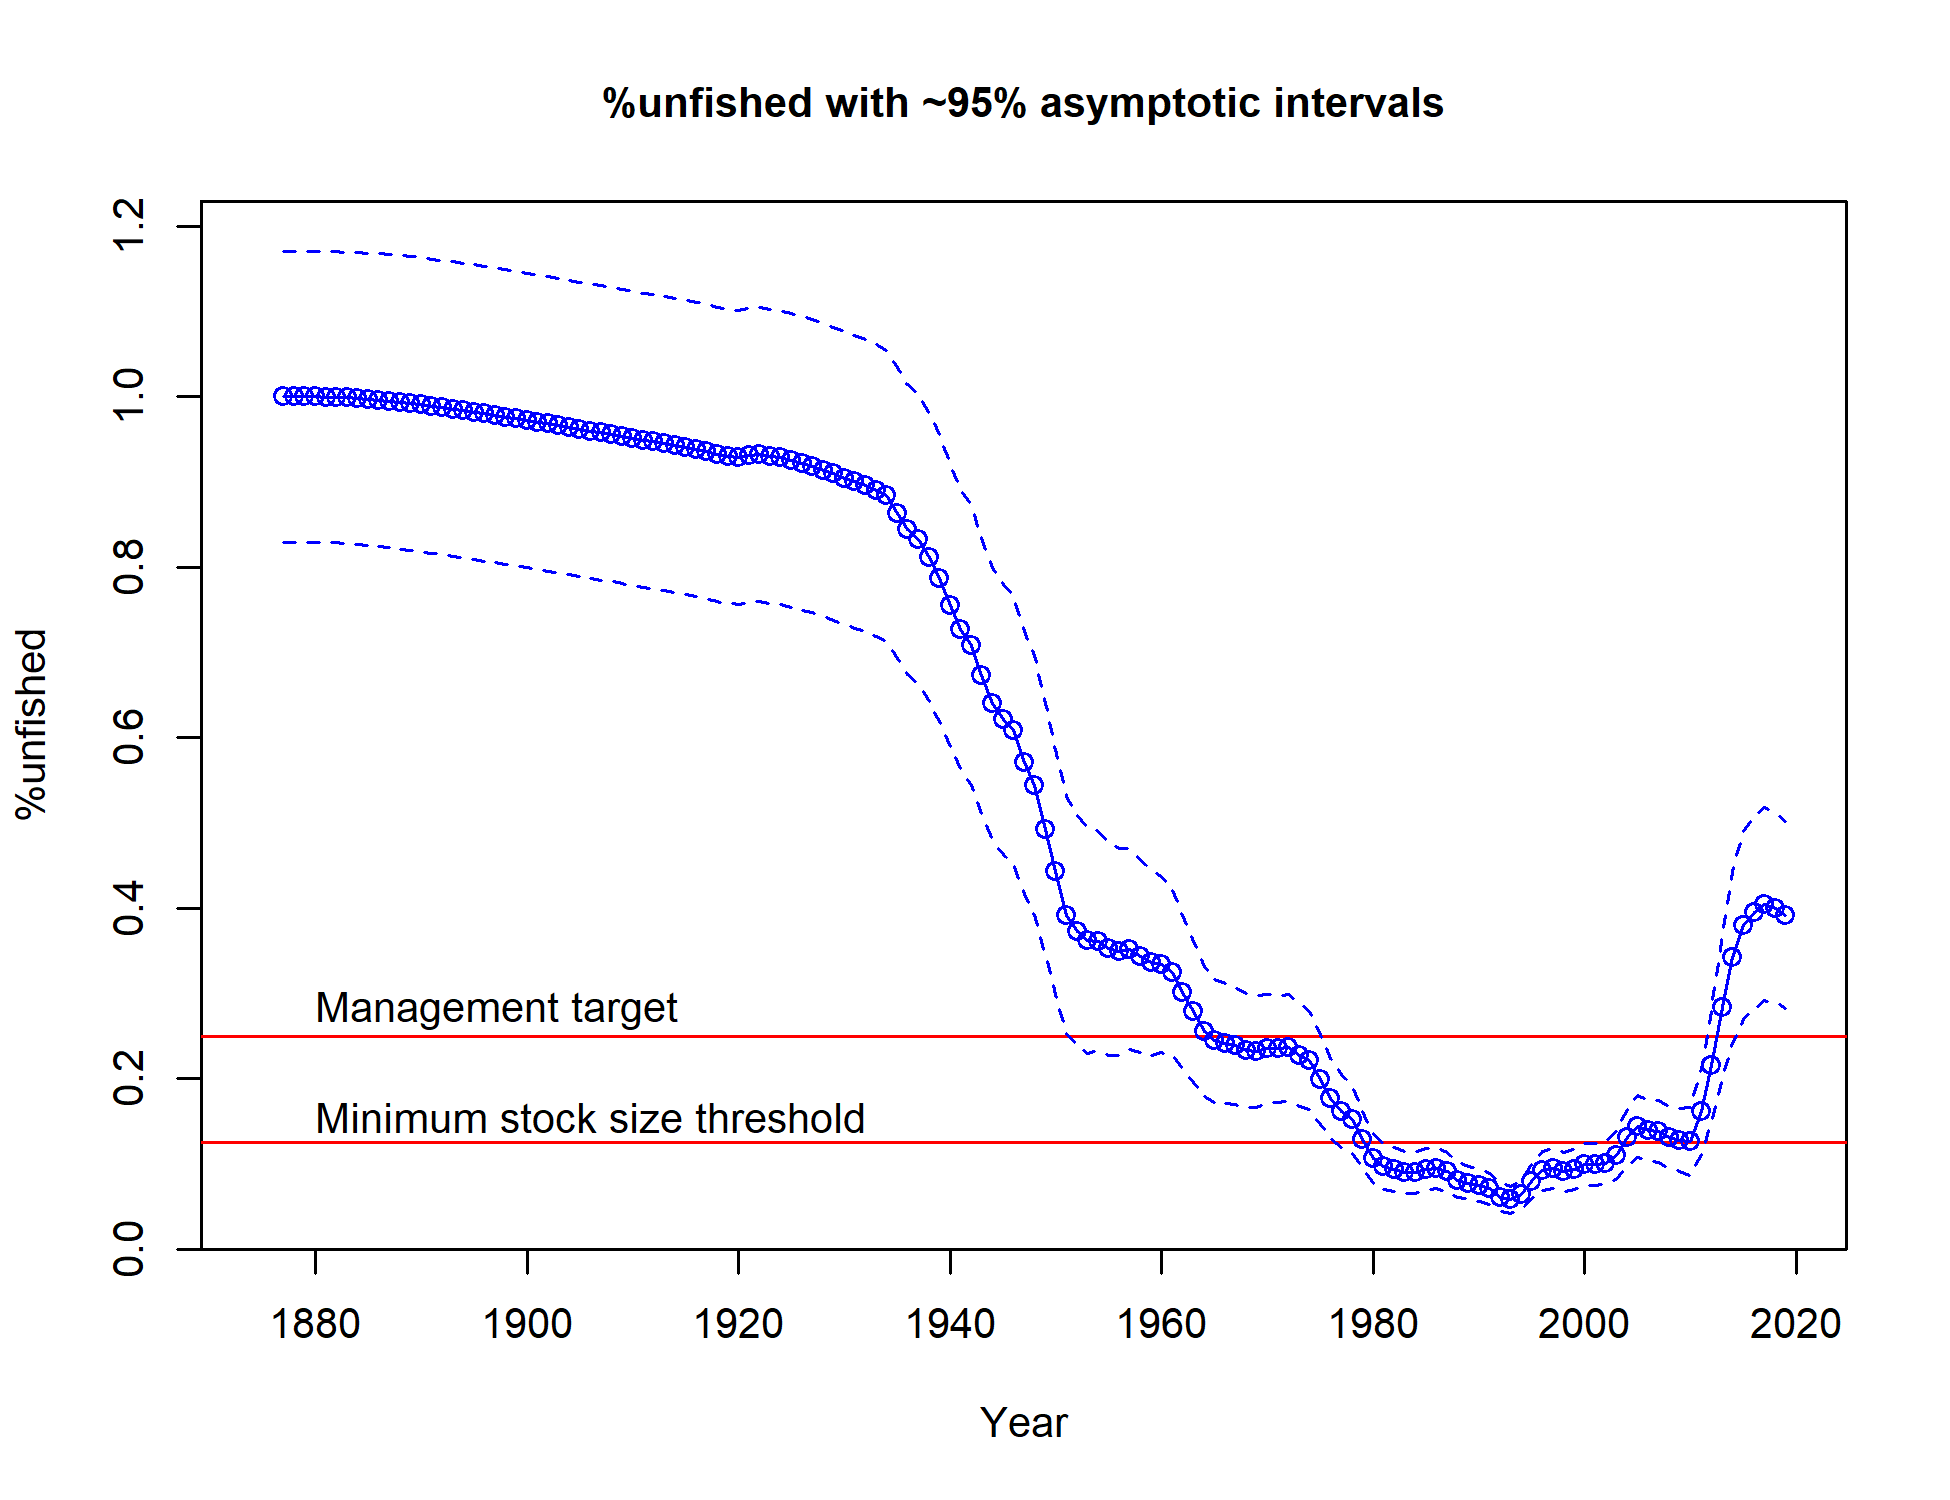 %unfished with ~95% asymptotic intervals
1.2
1.0
0.8
0.6
0.4
0.2
0.0
%unfished
Management target
Minimum stock size threshold
1880 1900 1920 1940 1960 1980 2000 2020
Year